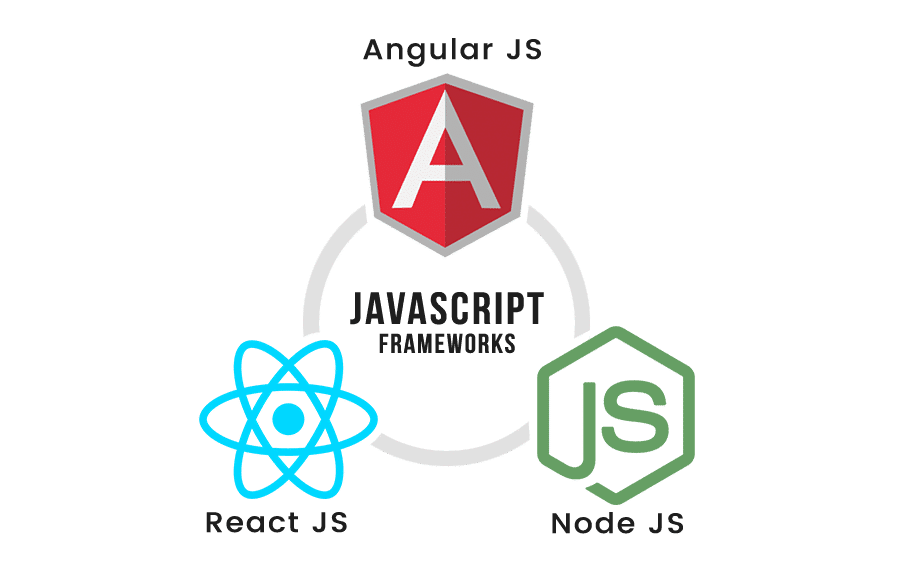 Angular JS
A
JAVASCRIPT
FRAMEWORKS
JS
React JS
Node JS